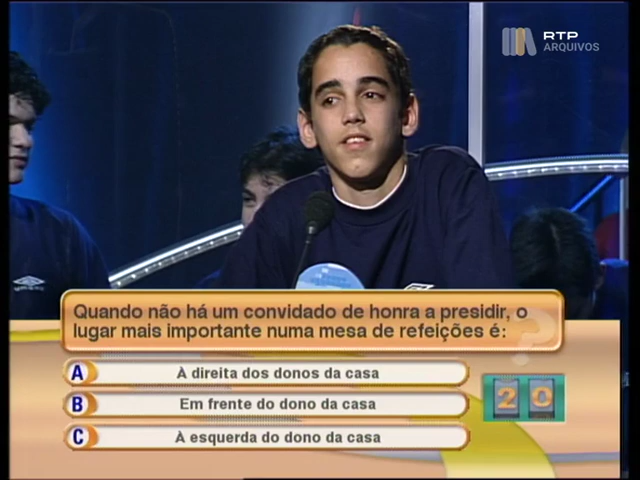 RTP
ARQUIVOS
Quando não há um convidado de honra a presidir, o
lugar mais importante numa mesa de refeições é:
A À direita dos donos da casa
B Em frente do dono da casa
C À esquerda do dono da casa
20